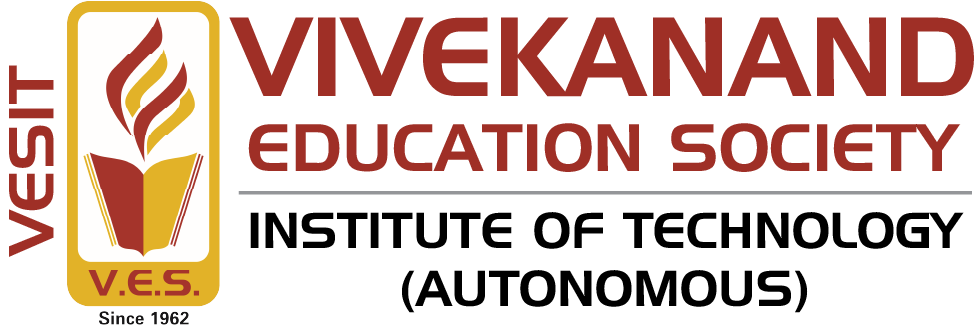 VESIT
V.E.S.
Since 1962
VIVEKANAND
EDUCATION SOCIETY
INSTITUTE OF TECHNOLOGY
(AUTONOMOUS)